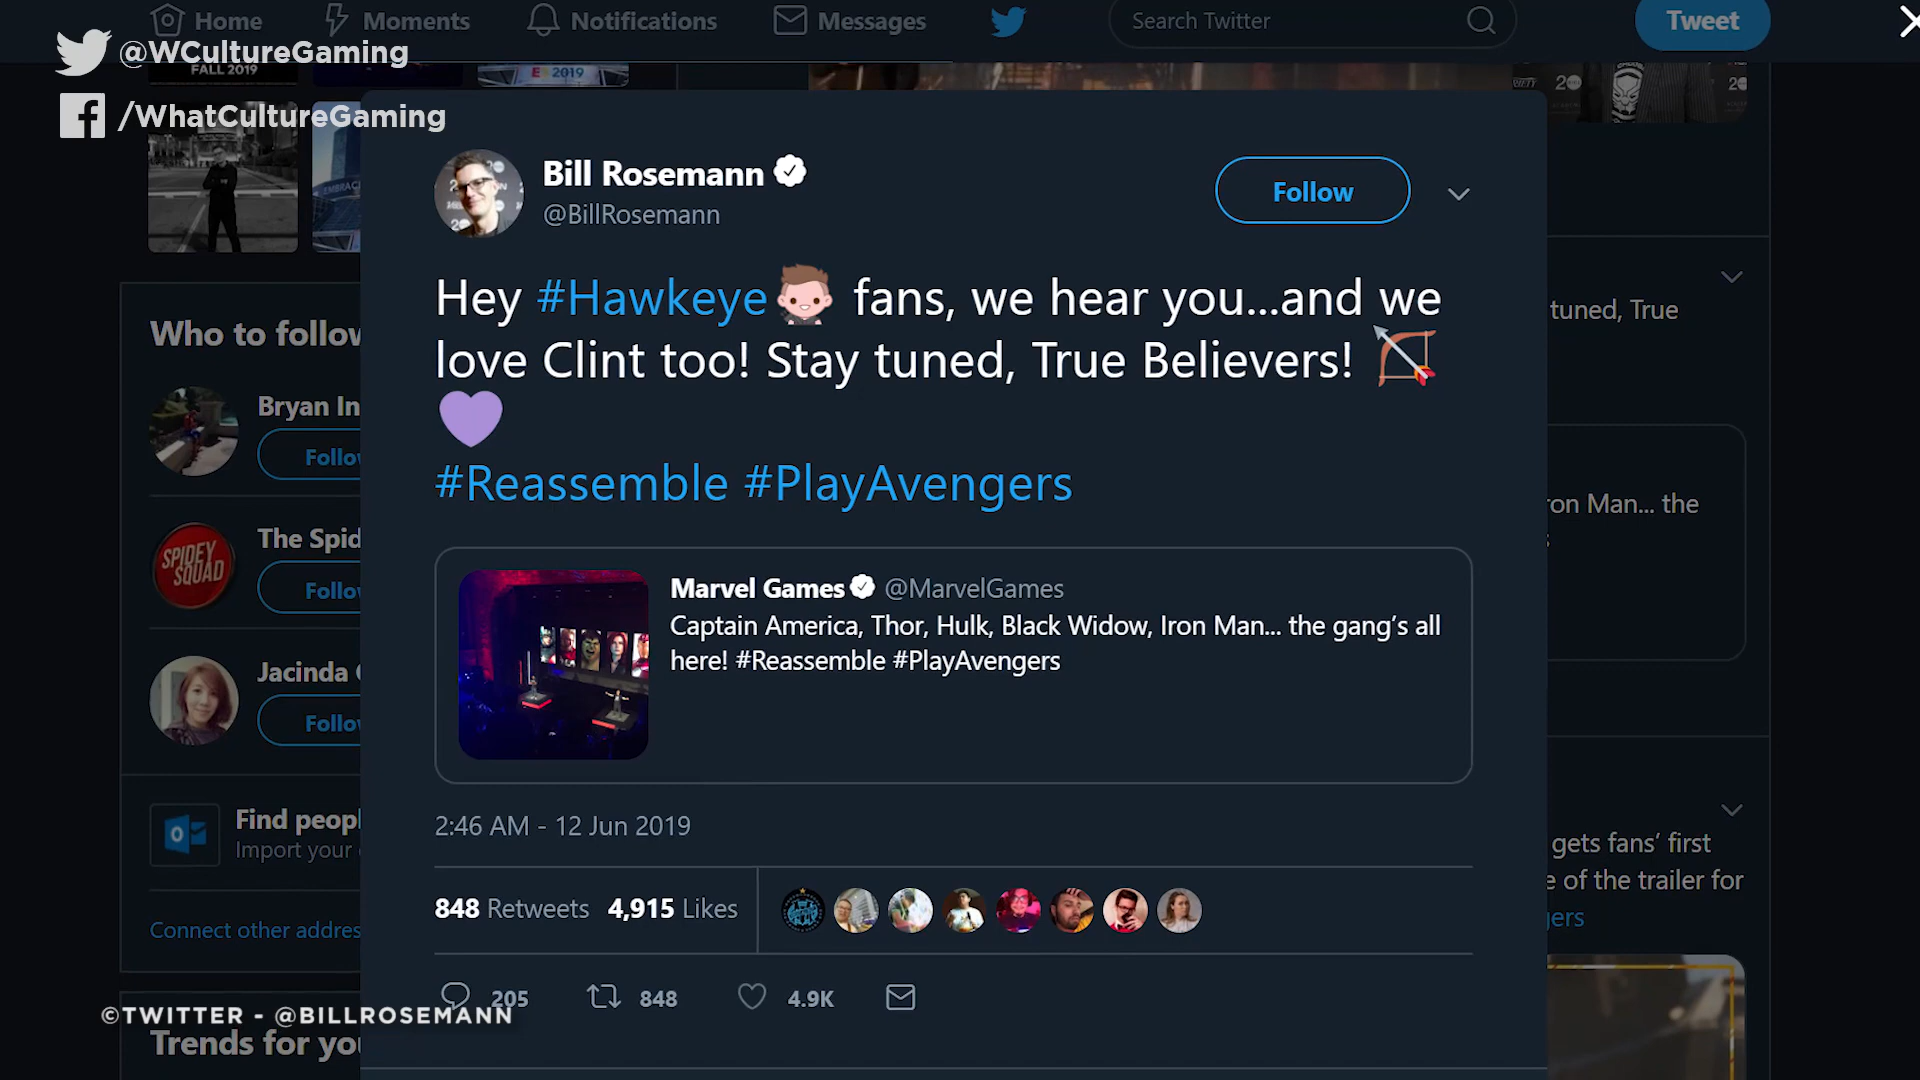 Home Moments Notifications Messages Search Twitter Tweet
@WCultureGaming
FALL 2019
E3 2019
/WhatCultureGaming
Bill Rosemann
@BillRosemann
Follow
Hey #Hawkeye fans, we hear you...and we
love Clint too! Stay tuned, True Believers!
#Reassemble #PlayAvengers
Marvel Games @MarvelGames
Captain America, Thor, Hulk, Black Widow, Iron Man... the gang's all
here! #Reassemble #PlayAvengers
2:46 AM - 12 Jun 2019
848 Retweets 4,915 Likes
205 848 4.9K
Who to follow
Bryan In
Follow
The Spid
SPIDEY SQUAD
Follow
Jacinda
Follow
Find peopl
Import your
Connect other addres
©TWITTER - @BILLROSEMANN
Trends for you
tuned, True
Iron Man... the
gets fans' first
e of the trailer for
gers